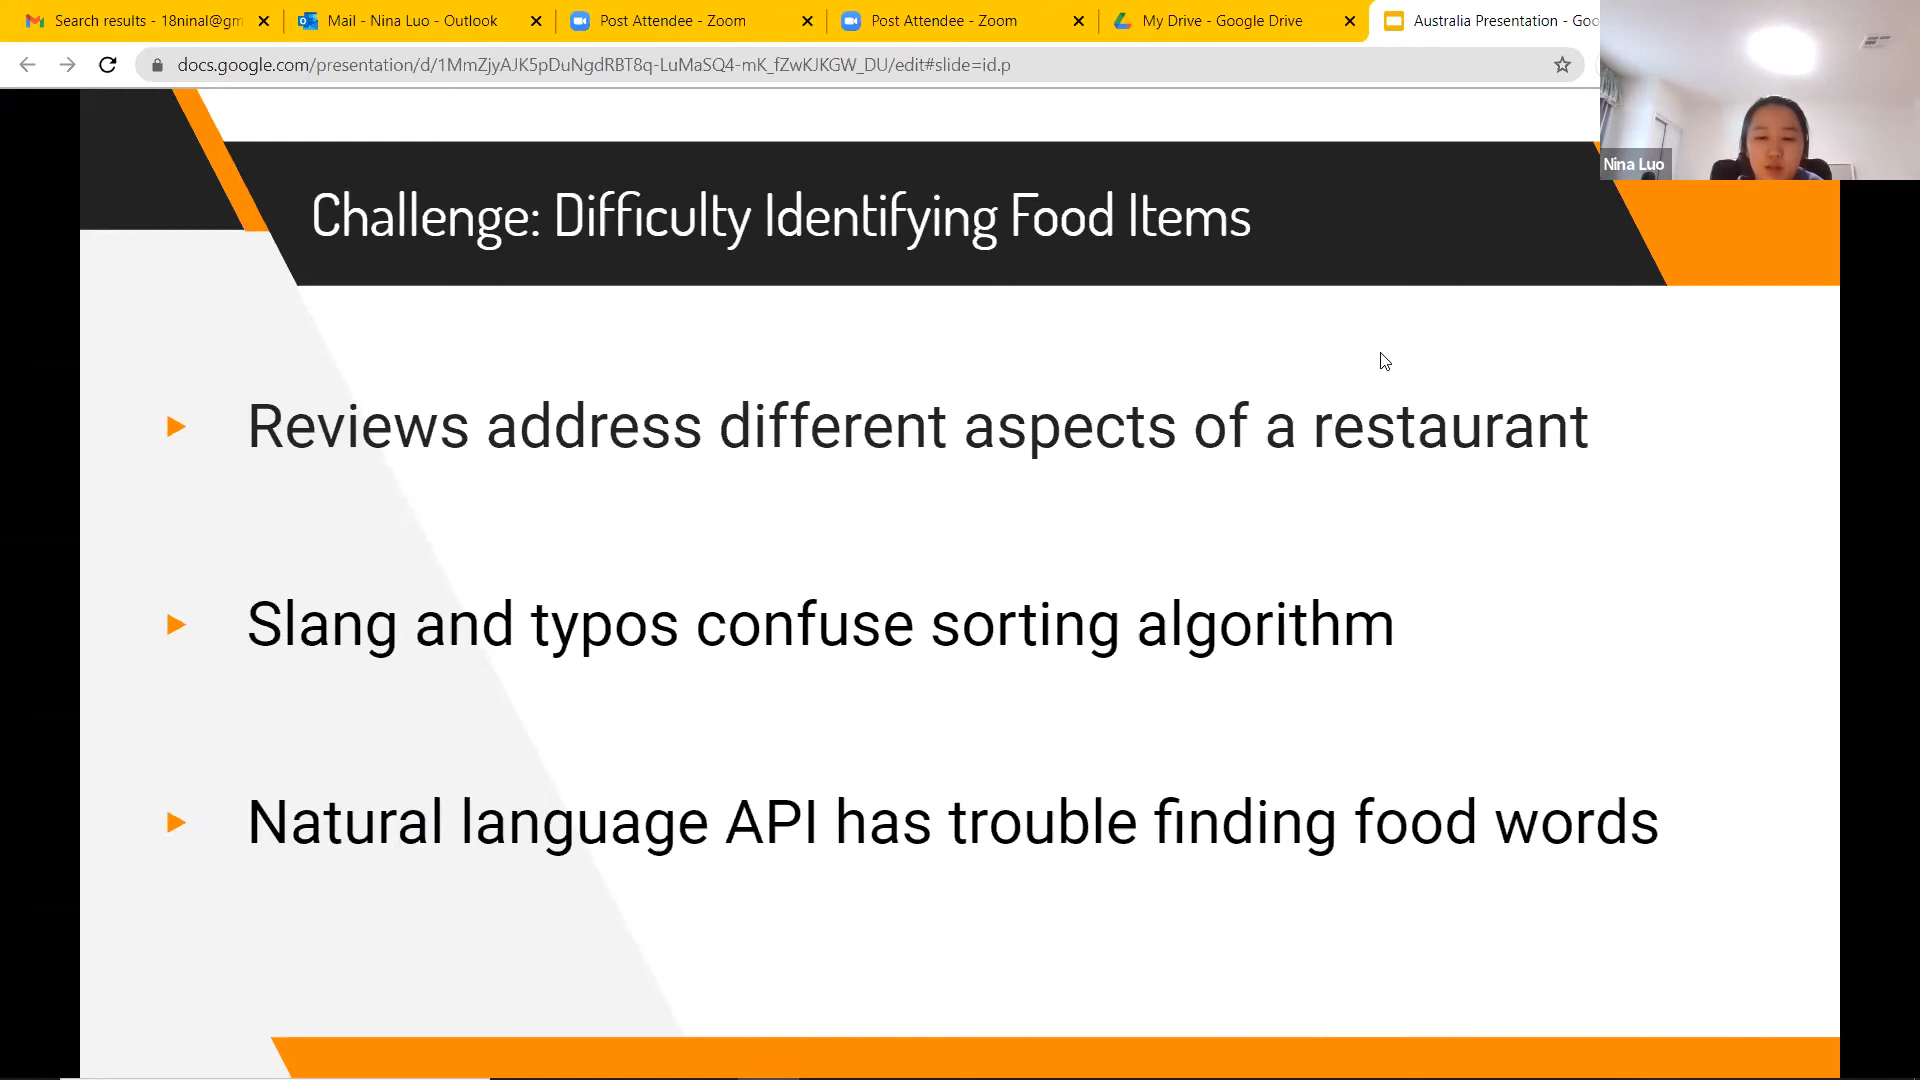 Search results - 18ninal@gm
Mail - Nina Luo - Outlook
Post Attendee - Zoom
Post Attendee - Zoom
My Drive - Google Drive
Australia Presentation - Goo
docs.google.com/presentation/d/1MmZjyAJK5pDuNgdRBT8q-LuMaSQ4-mK_fZwKJKGW_DU/edit#slide=id.p
Nina Luo
Challenge: Difficulty Identifying Food Items
Reviews address different aspects of a restaurant
Slang and typos confuse sorting algorithm
Natural language API has trouble finding food words